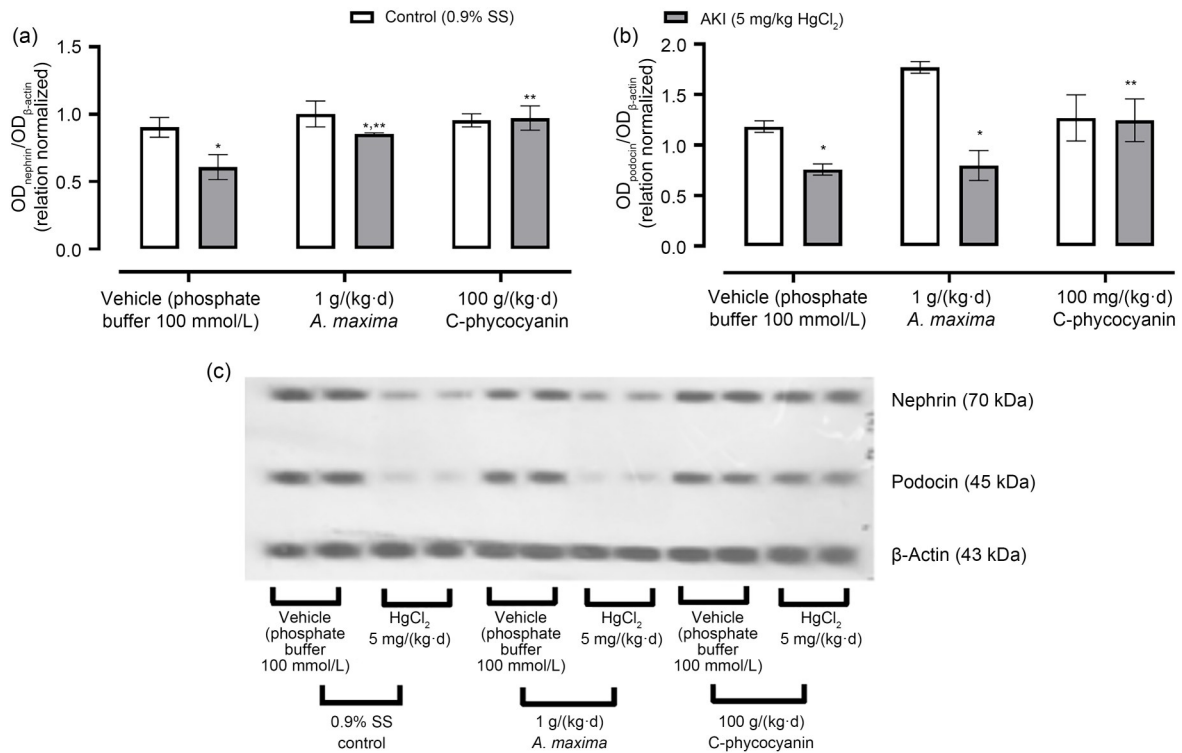 Control (0.9% SS)
AKI (5 mg/kg HgCl₂)
(a)
OD_nephrin/OD_β-actin
(relation normalized)
1.5
1.0
0.5
0.0
*
*,**
**
Vehicle (phosphate
buffer 100 mmol/L)
1 g/(kg·d)
A. maxima
100 g/(kg·d)
C-phycocyanin
(b)
OD_podocin/OD_β-actin
(relation normalized)
2.0
1.5
1.0
0.5
0.0
*
*
**
Vehicle (phosphate
buffer 100 mmol/L)
1 g/(kg·d)
A. maxima
100 mg/(kg·d)
C-phycocyanin
(c)
Nephrin (70 kDa)
Podocin (45 kDa)
β-Actin (43 kDa)
Vehicle
(phosphate
buffer
100 mmol/L)
HgCl₂
5 mg/(kg·d)
Vehicle
(phosphate
buffer
100 mmol/L)
HgCl₂
5 mg/(kg·d)
Vehicle
(phosphate
buffer
100 mmol/L)
HgCl₂
5 mg/(kg·d)
0.9% SS
control
1 g/(kg·d)
A. maxima
100 g/(kg·d)
C-phycocyanin